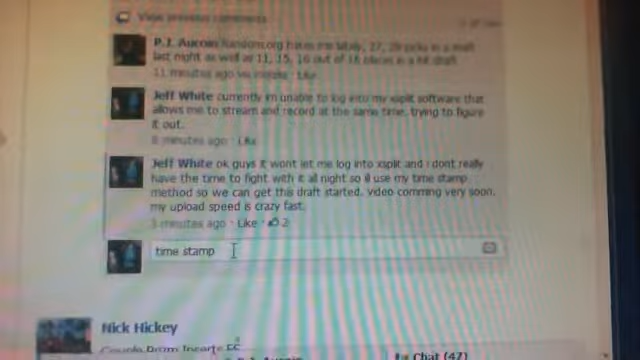 View previous comments
P.J. Aucoin Random.org hates me lately, 27, 28 picks in a
last night as well as 11, 15, 16 out of 16 places in a hit draft
11 minutes ago via mobile · Like
Jeff White currently im unable to log into my xsplit software that
allows me to stream and record at the same time, trying to figure
it out.
8 minutes ago · Like
Jeff White ok guys it wont let me log into xsplit and i dont really
have the time to fight with it all night so il use my time stamp
method so we can get this draft started, video comming very soon,
my upload speed is crazy fast.
3 minutes ago · Like · 2
time stamp
Nick Hickey
P.J. Aucoin
Chat (47)